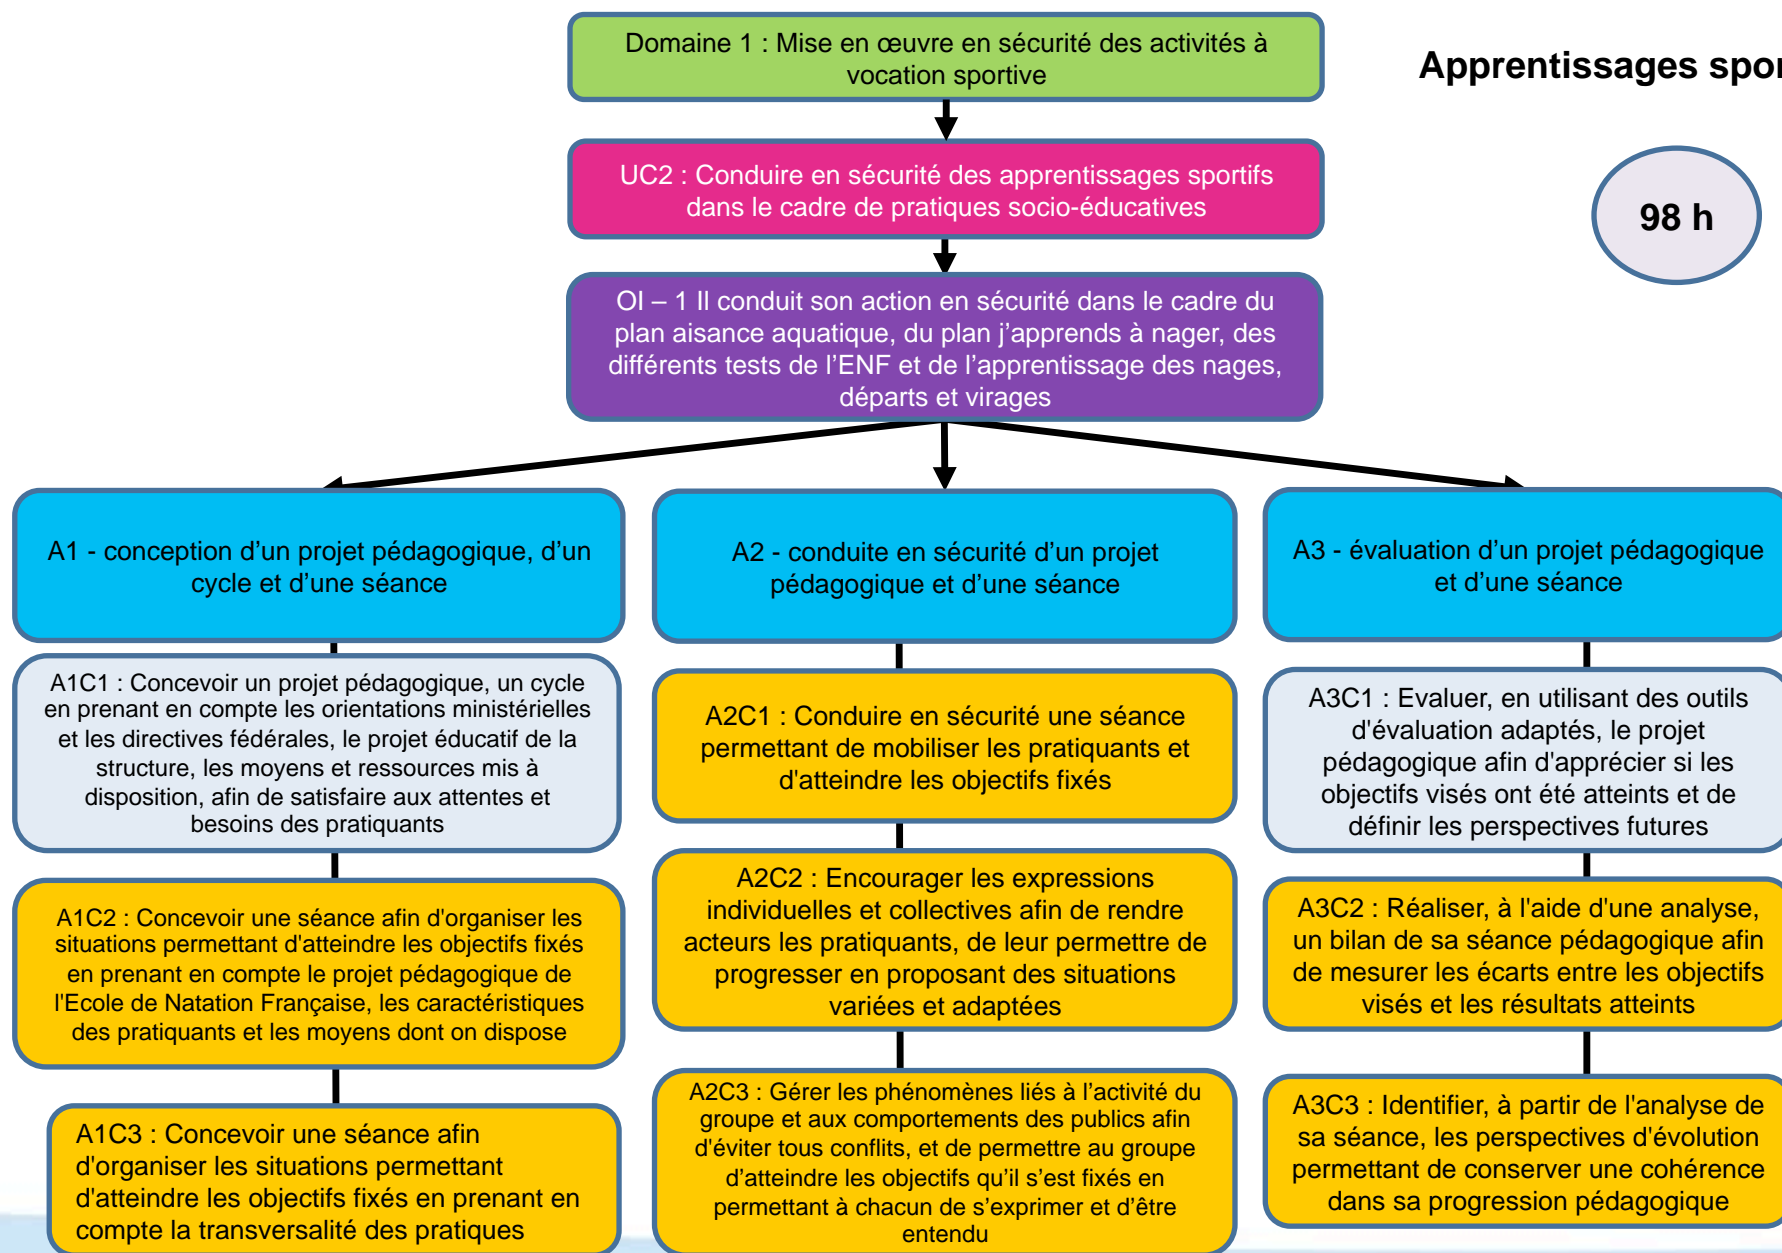 Domaine 1 : Mise en œuvre en sécurité des activités à
vocation sportive
Apprentissages spor
UC2 : Conduire en sécurité des apprentissages sportifs
dans le cadre de pratiques socio-éducatives
98 h
OI – 1 Il conduit son action en sécurité dans le cadre du
plan aisance aquatique, du plan j’apprends à nager, des
différents tests de l’ENF et de l’apprentissage des nages,
départs et virages
A1 - conception d’un projet pédagogique, d’un
cycle et d’une séance
A2 - conduite en sécurité d’un projet
pédagogique et d’une séance
A3 - évaluation d’un projet pédagogique
et d’une séance
A1C1 : Concevoir un projet pédagogique, un cycle
en prenant en compte les orientations ministérielles
et les directives fédérales, le projet éducatif de la
structure, les moyens et ressources mis à
disposition, afin de satisfaire aux attentes et
besoins des pratiquants
A2C1 : Conduire en sécurité une séance
permettant de mobiliser les pratiquants et
d'atteindre les objectifs fixés
A3C1 : Evaluer, en utilisant des outils
d'évaluation adaptés, le projet
pédagogique afin d'apprécier si les
objectifs visés ont été atteints et de
définir les perspectives futures
A1C2 : Concevoir une séance afin d'organiser les
situations permettant d'atteindre les objectifs fixés
en prenant en compte le projet pédagogique de
l'Ecole de Natation Française, les caractéristiques
des pratiquants et les moyens dont on dispose
A2C2 : Encourager les expressions
individuelles et collectives afin de rendre
acteurs les pratiquants, de leur permettre de
progresser en proposant des situations
variées et adaptées
A3C2 : Réaliser, à l'aide d'une analyse,
un bilan de sa séance pédagogique afin
de mesurer les écarts entre les objectifs
visés et les résultats atteints
A1C3 : Concevoir une séance afin
d'organiser les situations permettant
d'atteindre les objectifs fixés en prenant en
compte la transversalité des pratiques
A2C3 : Gérer les phénomènes liés à l’activité du
groupe et aux comportements des publics afin
d'éviter tous conflits, et de permettre au groupe
d’atteindre les objectifs qu’il s’est fixés en
permettant à chacun de s’exprimer et d’être
entendu
A3C3 : Identifier, à partir de l'analyse de
sa séance, les perspectives d'évolution
permettant de conserver une cohérence
dans sa progression pédagogique